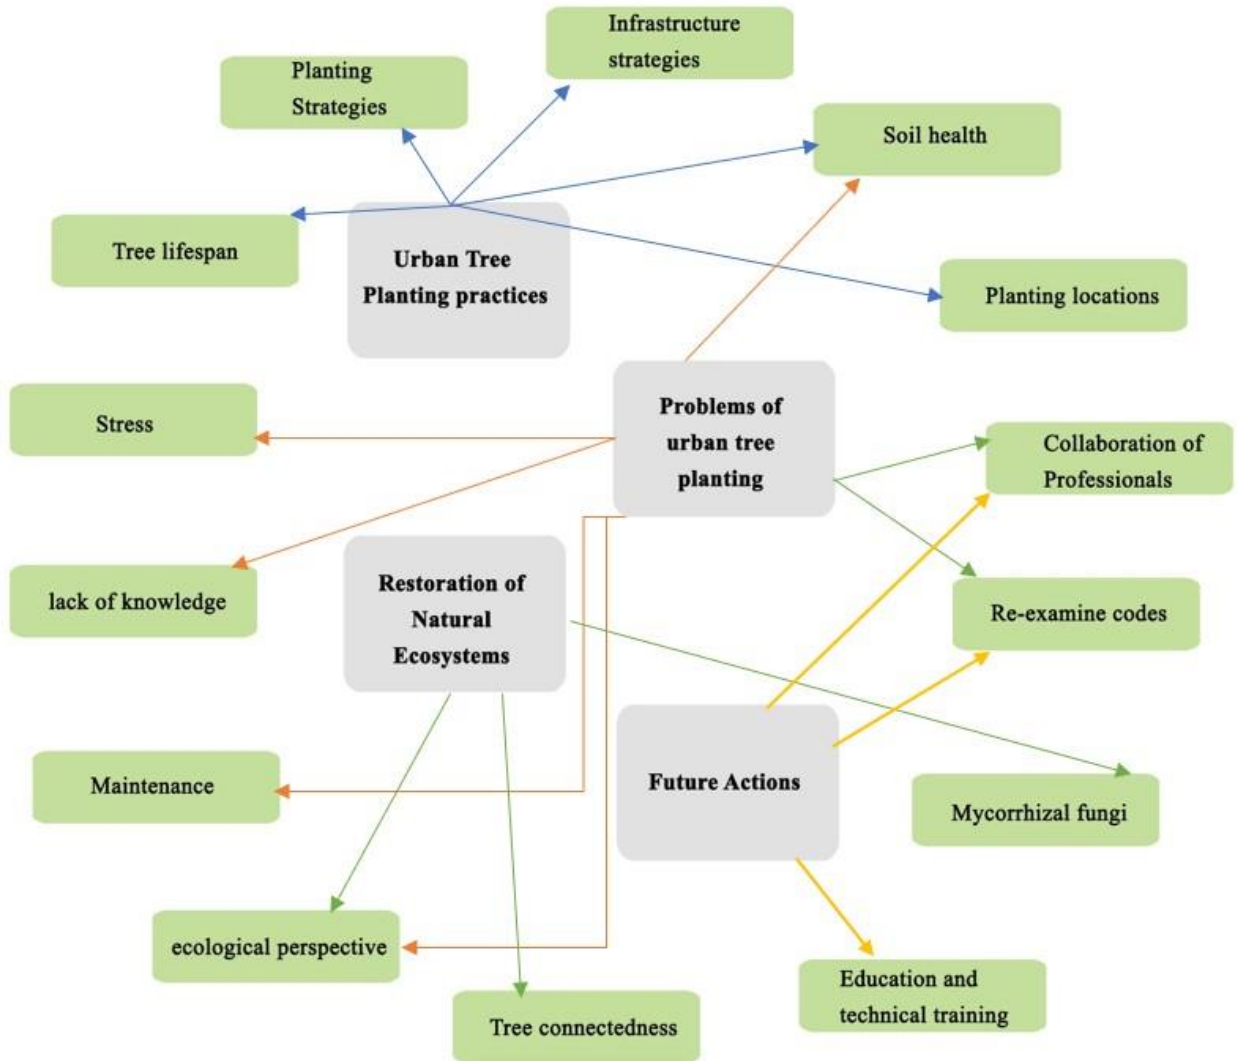 Infrastructure
strategies
Planting
Strategies
Soil health
Tree lifespan
Urban Tree
Planting practices
Planting locations
Stress
Problems of
urban tree
planting
Collaboration of
Professionals
lack of knowledge
Restoration of
Natural
Ecosystems
Re-examine codes
Maintenance
Future Actions
Mycorrhizal fungi
ecological perspective
Tree connectedness
Education and
technical training